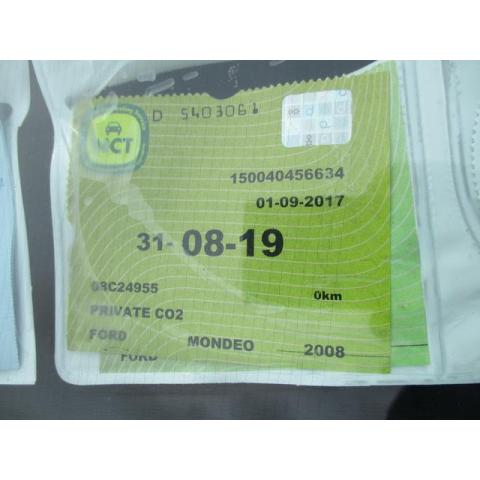 D 5403061
NCT
150040456634
01-09-2017
31-08-19
08C24955
0km
PRIVATE CO2
FORD MONDEO 2008
FORD